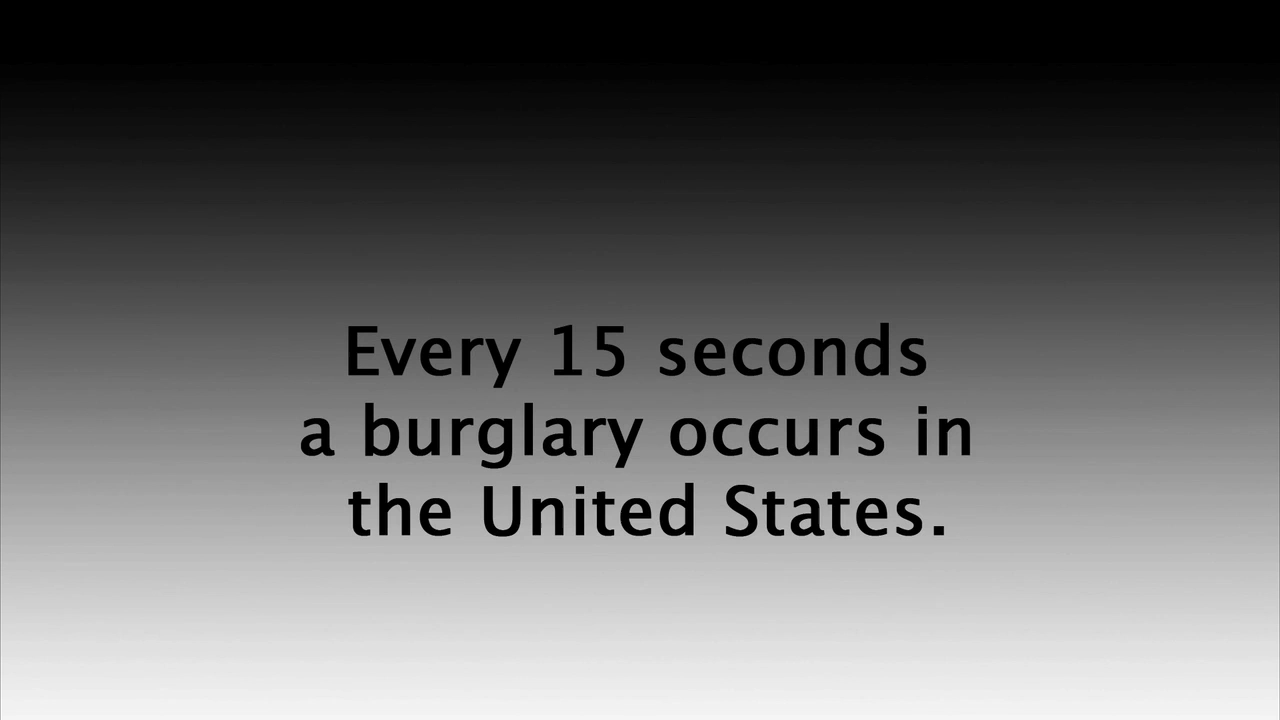 Every 15 seconds
a burglary occurs in
the United States.